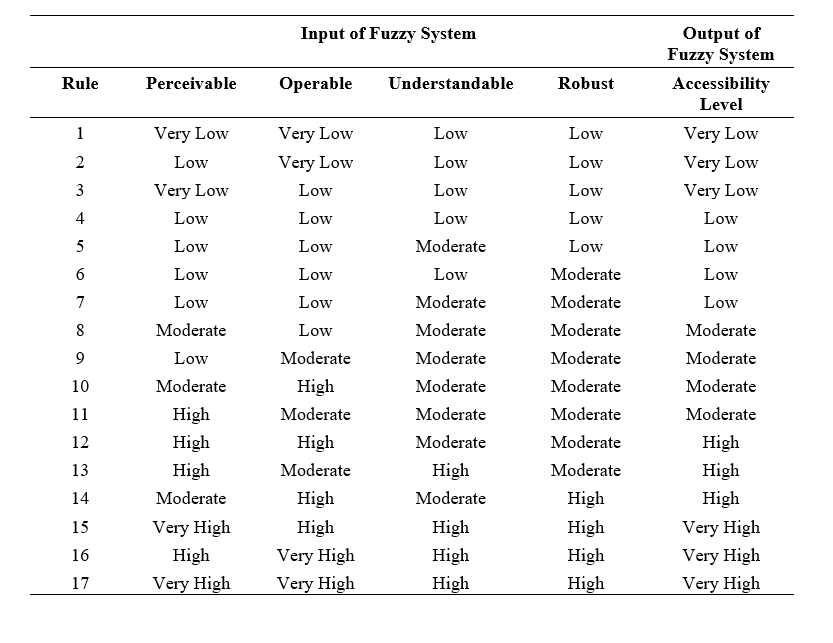 Input of Fuzzy System Output of
Fuzzy System
Rule Perceivable Operable Understandable Robust Accessibility
Level
1 Very Low Very Low Low Low Very Low
2 Low Very Low Low Low Very Low
3 Very Low Low Low Low Very Low
4 Low Low Low Low Low
5 Low Low Moderate Low Low
6 Low Low Low Moderate Low
7 Low Low Moderate Moderate Low
8 Moderate Low Moderate Moderate Moderate
9 Low Moderate Moderate Moderate Moderate
10 Moderate High Moderate Moderate Moderate
11 High Moderate Moderate Moderate Moderate
12 High High Moderate Moderate High
13 High Moderate High Moderate High
14 Moderate High Moderate High High
15 Very High High High High Very High
16 High Very High High High Very High
17 Very High Very High High High Very High